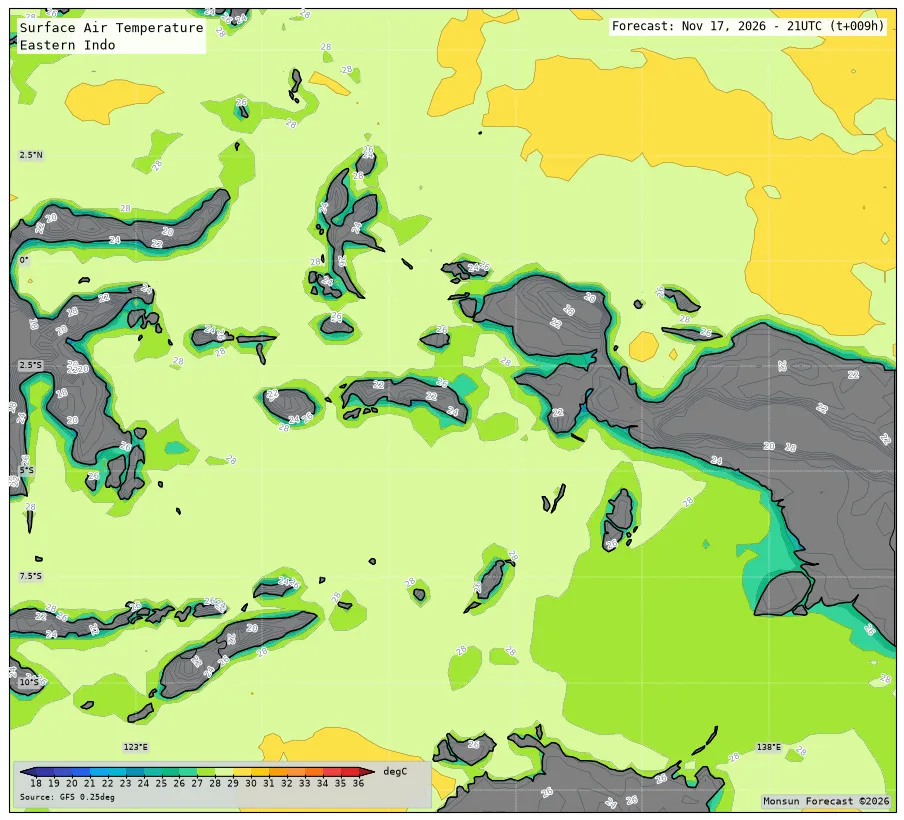 Surface Air Temperature
Eastern Indo
Forecast: Nov 17, 2026 - 21UTC (t+009h)
2.5°N
0°
2.5°S
5°S
7.5°S
10°S
123°E
138°E
degC
18 19 20 21 22 23 24 25 26 27 28 29 30 31 32 33 34 35 36
Source: GFS 0.25deg
Monsun Forecast ©2026